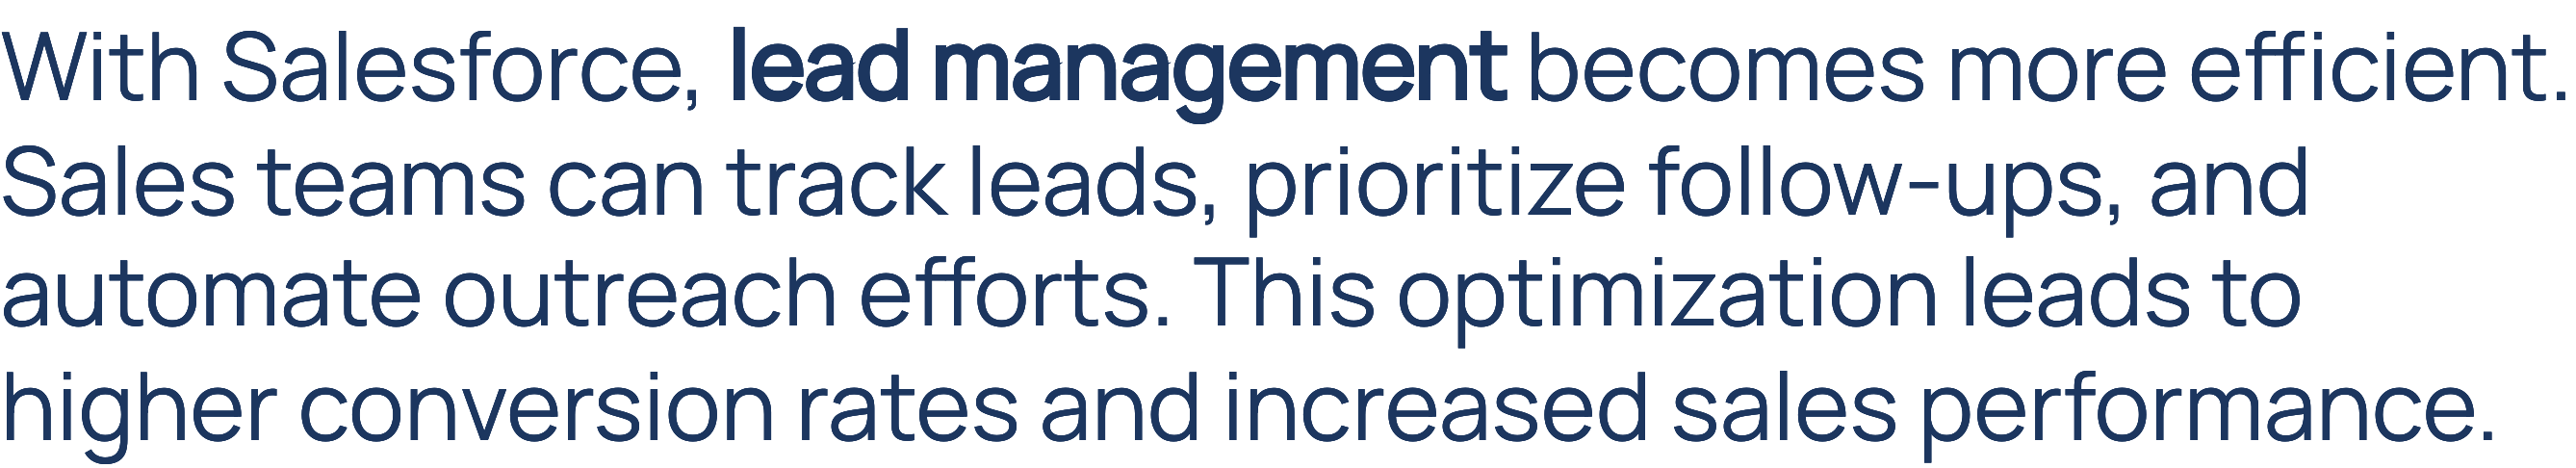 With Salesforce, lead management becomes more efficient.
Sales teams can track leads, prioritize follow-ups, and
automate outreach efforts. This optimization leads to
higher conversion rates and increased sales performance.